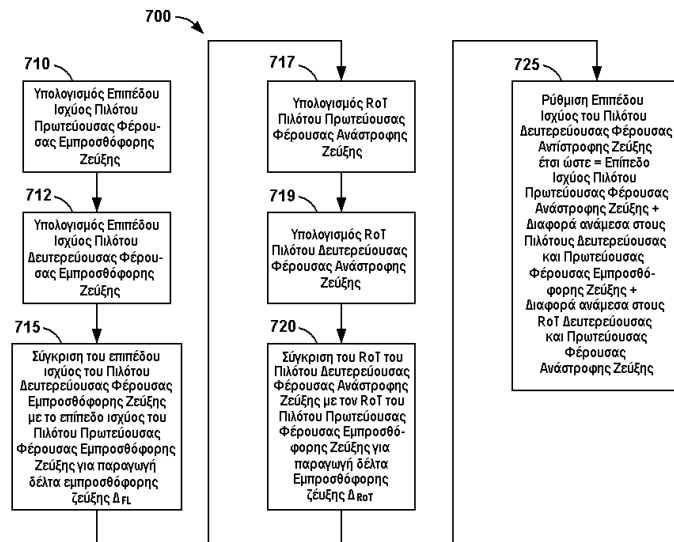 700
710
Υπολογισμός Επιπέδου
Ισχύος Πιλότου
Πρωτεύουσας Φέρου-
σας Εμπροσθόφορης
Ζεύξης
712
Υπολογισμός Επιπέδου
Ισχύος Πιλότου
Δευτερεύουσας Φέρου-
σας Εμπροσθόφορης
Ζεύξης
715
Σύγκριση του επιπέδου
ισχύος του Πιλότου
Δευτερεύουσας Φέρουσας
Εμπροσθόφορης Ζεύξης
με το επίπεδο ισχύος του
Πιλότου Πρωτεύουσας
Φέρουσας Εμπροσθόφορης
Ζεύξης για παραγωγή
δέλτα εμπροσθόφορης
ζεύξης Δ_FL
717
Υπολογισμός RoT
Πιλότου Πρωτεύουσας
Φέρουσας Ανάστροφης
Ζεύξης
719
Υπολογισμός RoT
Πιλότου Δευτερεύουσας
Φέρουσας Ανάστροφης
Ζεύξης
720
Σύγκριση του RoT του
Πιλότου Δευτερεύουσας
Φέρουσας Ανάστροφης
Ζεύξης με τον RoT του
Πιλότου Πρωτεύουσας
Φέρουσας Εμπροσθό-
φορης Ζεύξης για
παραγωγή δέλτα
Εμπροσθόφορης
ζέυξης Δ_RoT
725
Ρύθμιση Επιπέδου
Ισχύος του Πιλότου
Δευτερεύουσας Φέρουσας
Αντίστροφης Ζεύξης
έτσι ώστε = Επίπεδο
Ισχύος Πιλότου
Πρωτεύουσας Φέρουσας
Ανάστροφης Ζεύξης +
Διαφορά ανάμεσα στους
Πιλότους Δευτερεύουσας
και Πρωτεύουσας
Φέρουσας Εμπροσθό-
φορης Ζεύξης +
Διαφορά ανάμεσα στους
RoT Δευτερεύουσας
και Πρωτεύουσας
Φέρουσας
Ανάστροφης Ζεύξης